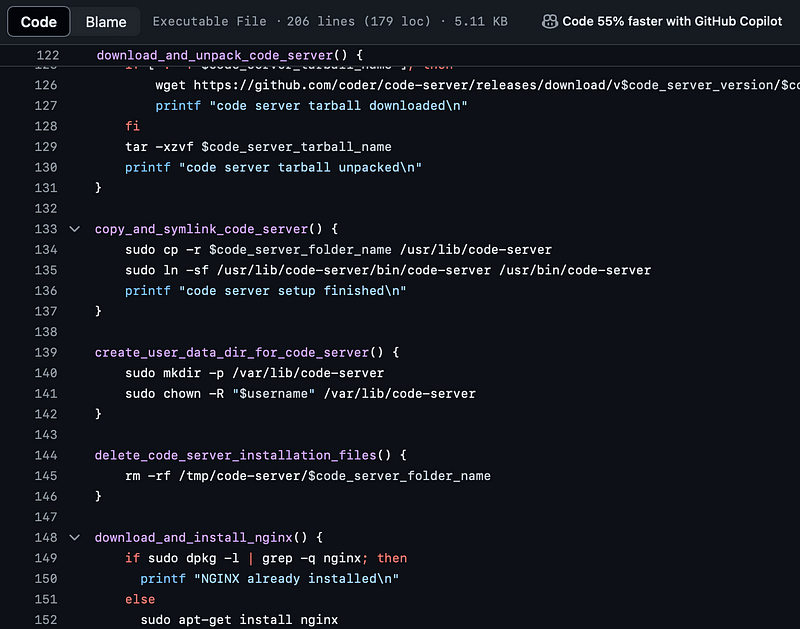 Code Blame Executable File · 206 lines (179 loc) · 5.11 KB Code 55% faster with GitHub Copilot
122 download_and_unpack_code_server() {
126 wget https://github.com/coder/code-server/releases/download/v$code_server_version/$co
127 printf "code server tarball downloaded\n"
128 fi
129 tar -xzvf $code_server_tarball_name
130 printf "code server tarball unpacked\n"
131 }
132
133 copy_and_symlink_code_server() {
134 sudo cp -r $code_server_folder_name /usr/lib/code-server
135 sudo ln -sf /usr/lib/code-server/bin/code-server /usr/bin/code-server
136 printf "code server setup finished\n"
137 }
138
139 create_user_data_dir_for_code_server() {
140 sudo mkdir -p /var/lib/code-server
141 sudo chown -R "$username" /var/lib/code-server
142 }
143
144 delete_code_server_installation_files() {
145 rm -rf /tmp/code-server/$code_server_folder_name
146 }
147
148 download_and_install_nginx() {
149 if sudo dpkg -l | grep -q nginx; then
150 printf "NGINX already installed\n"
151 else
152 sudo apt-get install nginx